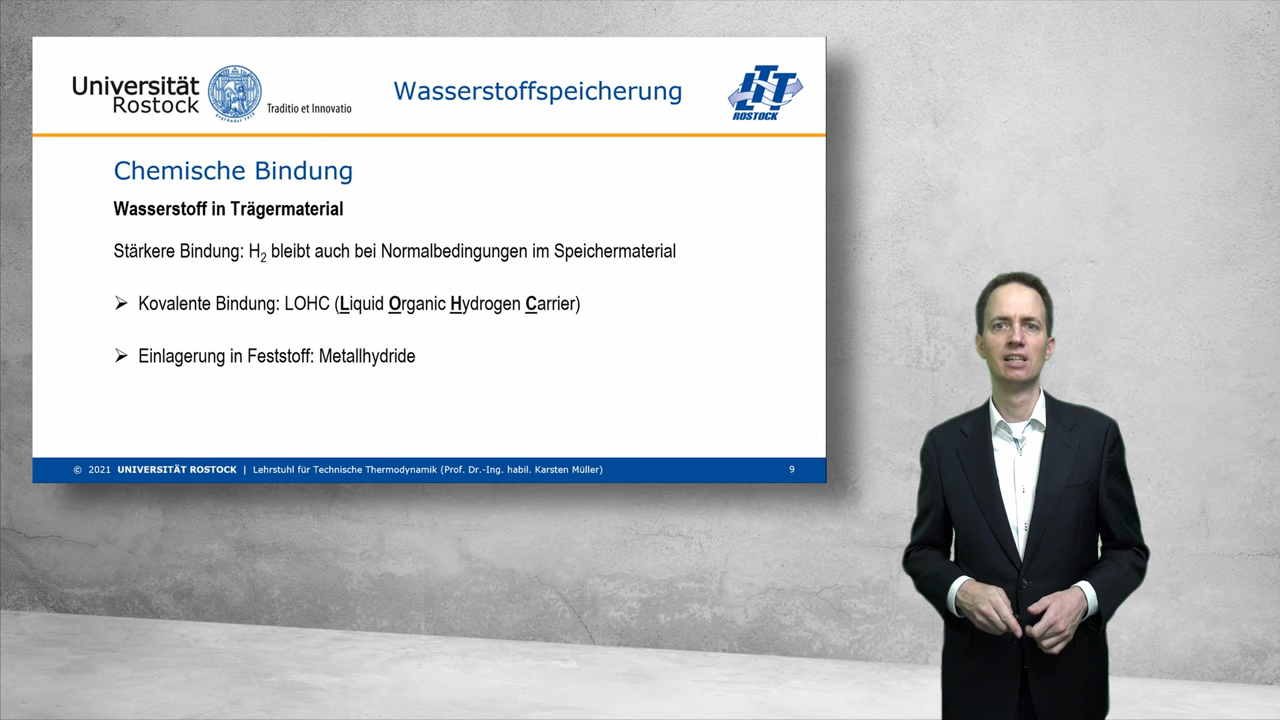 Universität
Rostock
Traditio et Innovatio
Wasserstoffspeicherung
LTT
ROSTOCK
Chemische Bindung
Wasserstoff in Trägermaterial
Stärkere Bindung: H₂ bleibt auch bei Normalbedingungen im Speichermaterial
➢ Kovalente Bindung: LOHC (Liquid Organic Hydrogen Carrier)
➢ Einlagerung in Feststoff: Metallhydride
© 2021 UNIVERSITÄT ROSTOCK | Lehrstuhl für Technische Thermodynamik (Prof. Dr.-Ing. habil. Karsten Müller)
9